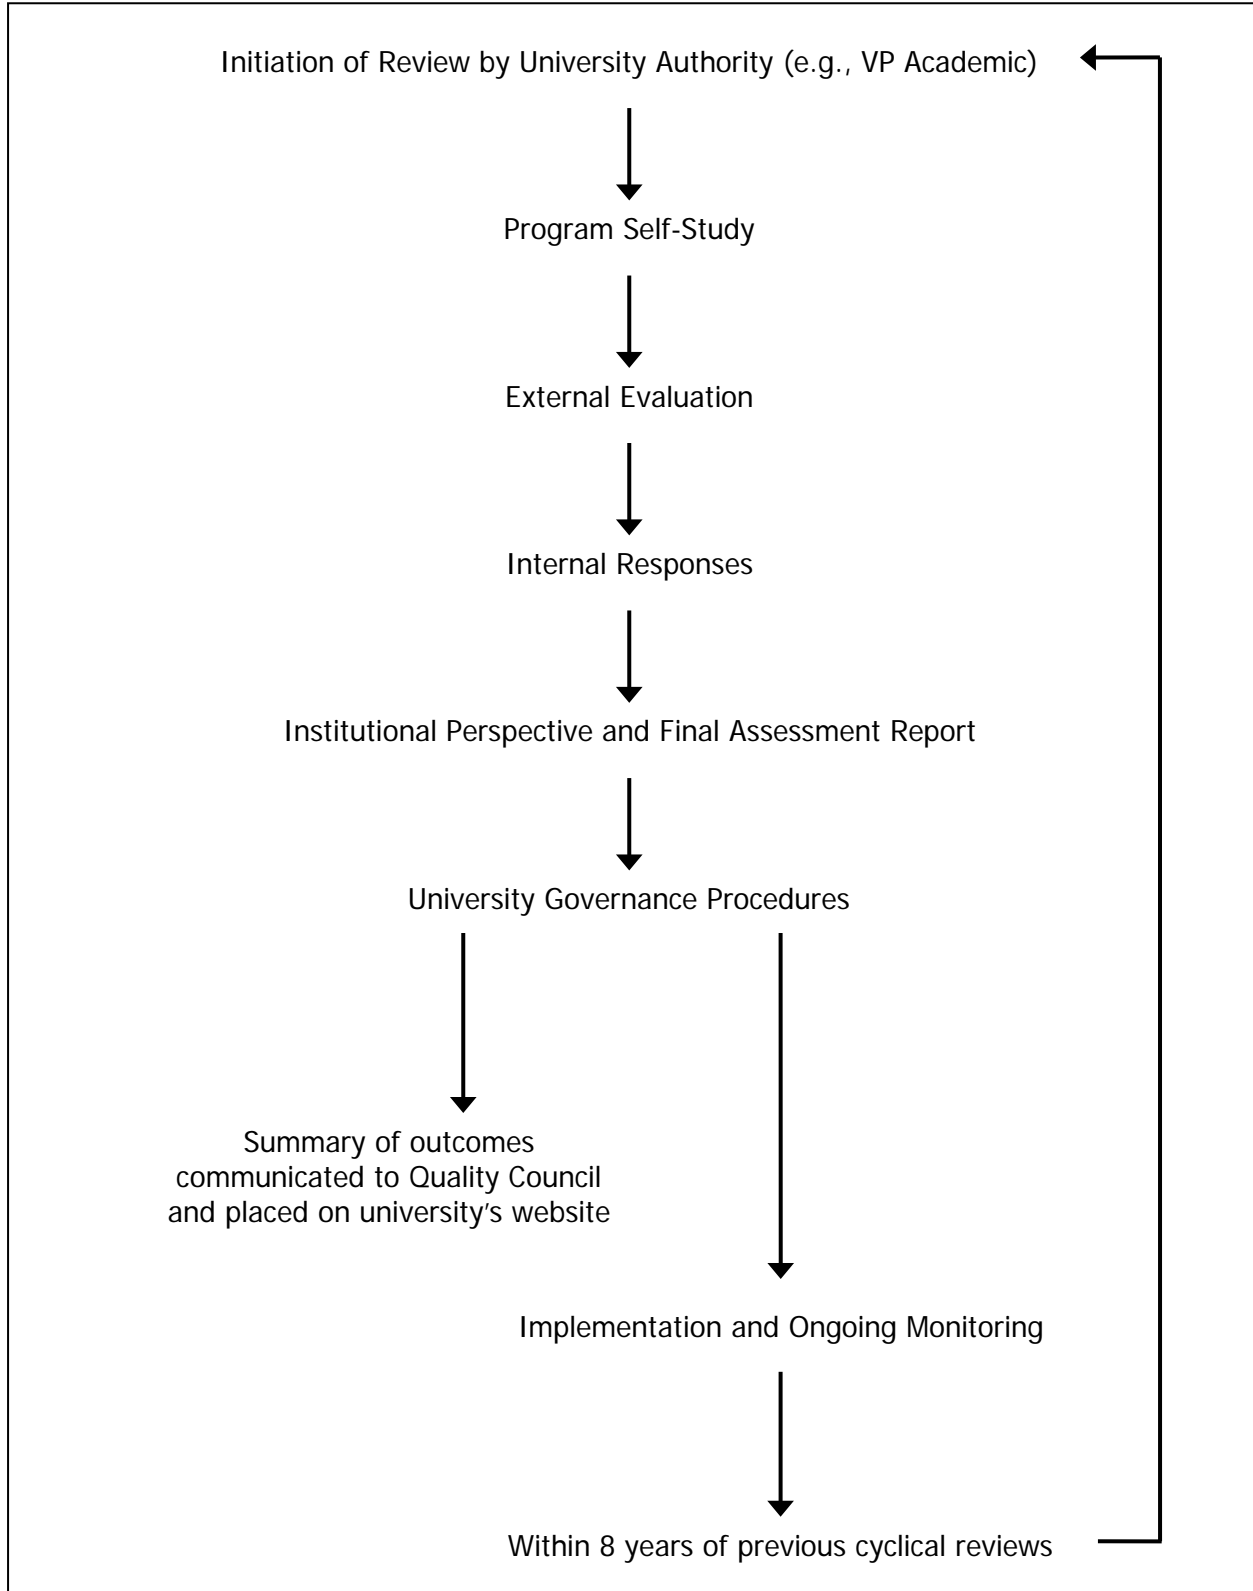 Initiation of Review by University Authority (e.g., VP Academic)
Program Self-Study
External Evaluation
Internal Responses
Institutional Perspective and Final Assessment Report
University Governance Procedures
Summary of outcomes
communicated to Quality Council
and placed on university's website
Implementation and Ongoing Monitoring
Within 8 years of previous cyclical reviews